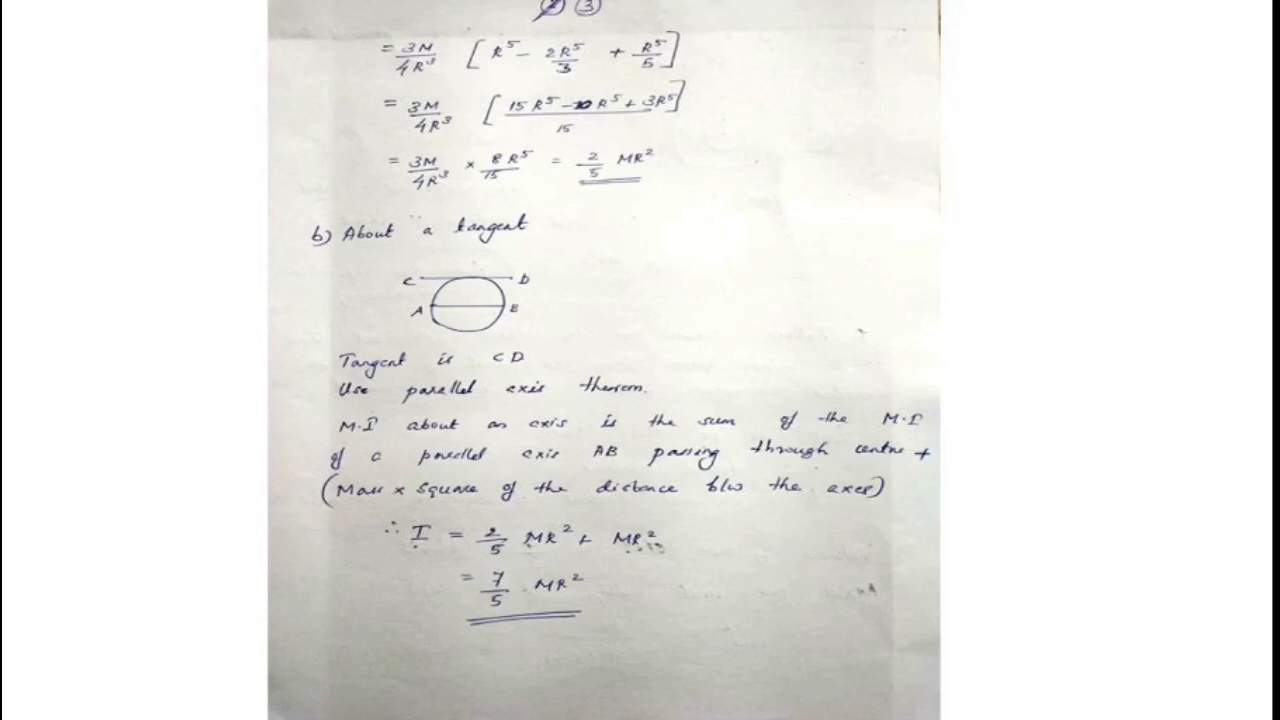 ③
= 3M/4R³ [ R⁵ - 2R⁵/3 + R⁵/5 ]
= 3M/4R³ [ 15R⁵ - 10R⁵ + 3R⁵ / 15 ]
= 3M/4R³ × 8R⁵/15 = 2/5 MR²
b) About a tangent
C D
A B
Tangent is CD
Use parallel axis theorem.
M.I about an axis is the sum of the M.I
of a parallel axis AB passing through centre +
(Mass × Square of the distance b/w the axes)
∴ I = 2/5 MR² + MR²
= 7/5 MR²